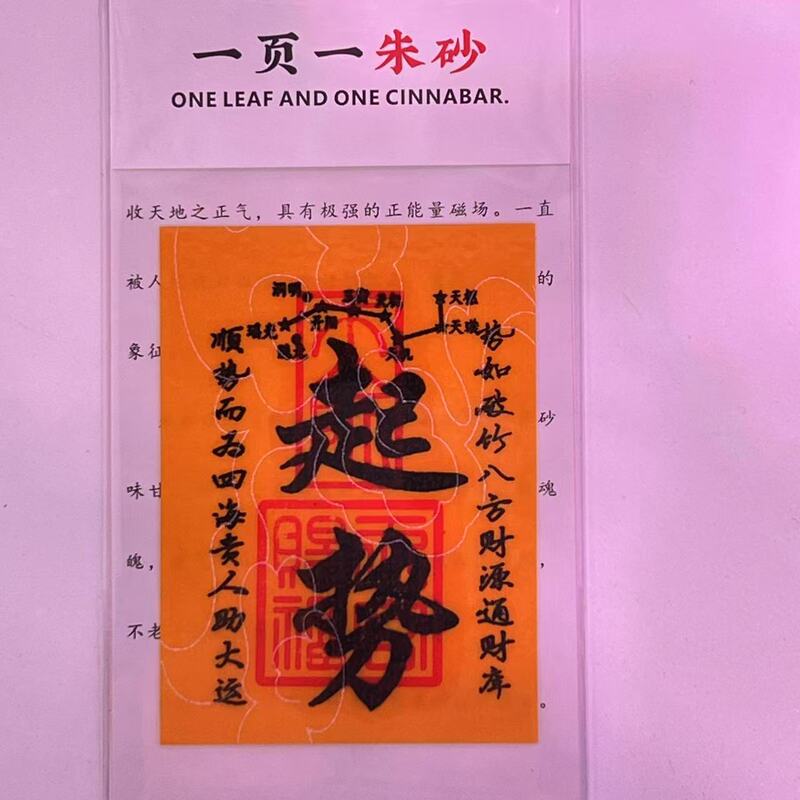 一页一朱砂
ONE LEAF AND ONE CINNABAR.
收天地之正气，具有极强的正能量磁场。一直
被人
的
象征
砂
味甘
魂
魄，
，
不老
。
洞明
天枢
天璇
开阳
瑶光
起势
势如破竹八方财源通财库
顺势而为四海贵人助大运